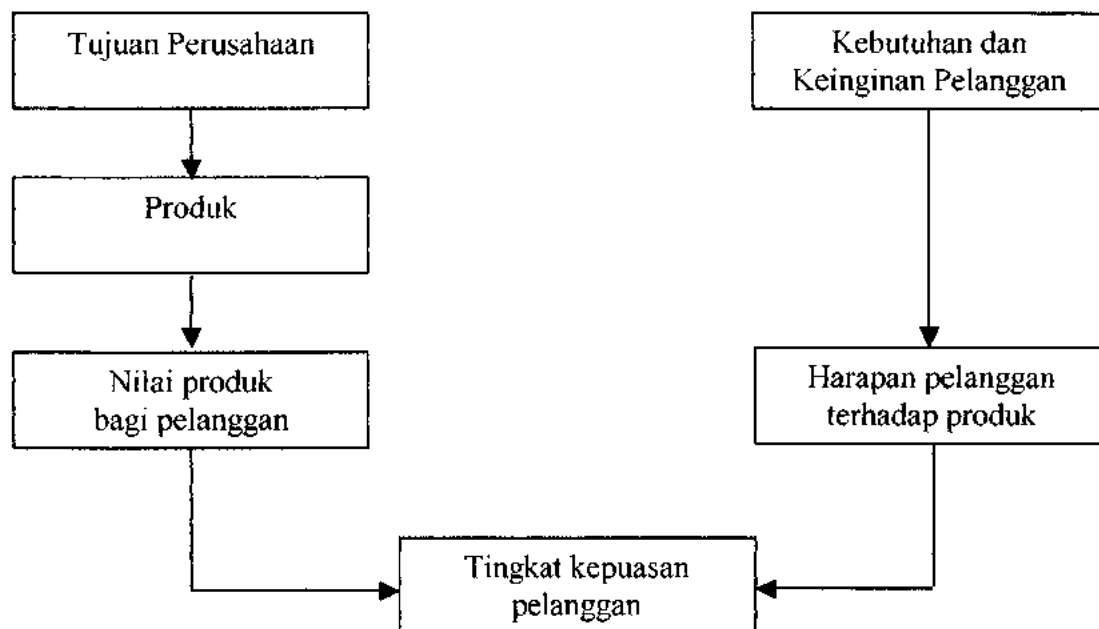 Tujuan Perusahaan
Kebutuhan dan
Keinginan Pelanggan
Produk
Nilai produk
bagi pelanggan
Harapan pelanggan
terhadap produk
Tingkat kepuasan
pelanggan